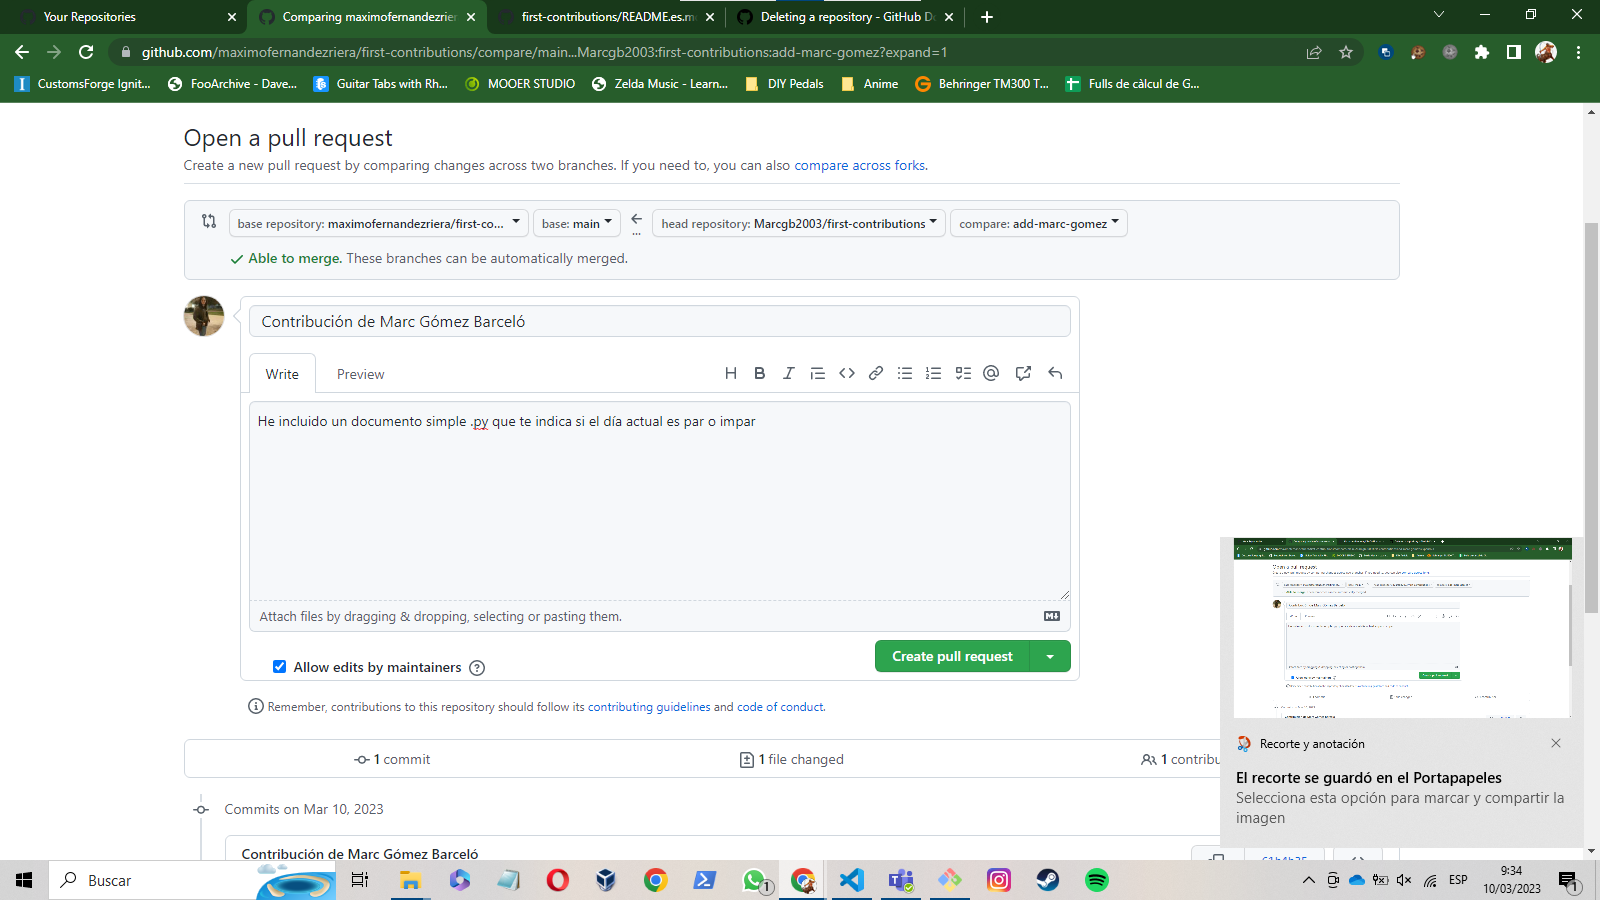 Your Repositories
Comparing maximofernandezrier
first-contributions/README.es.m
Deleting a repository - GitHub D
github.com/maximofernandezriera/first-contributions/compare/main...Marcgb2003:first-contributions:add-marc-gomez?expand=1
CustomsForge Ignit...
FooArchive - Dave...
Guitar Tabs with Rh...
MOOER STUDIO
Zelda Music - Learn...
DIY Pedals
Anime
Behringer TM300 T...
Fulls de càlcul de G...
Open a pull request
Create a new pull request by comparing changes across two branches. If you need to, you can also compare across forks.
base repository: maximofernandezriera/first-co...
base: main
head repository: Marcgb2003/first-contributions
compare: add-marc-gomez
Able to merge. These branches can be automatically merged.
Contribución de Marc Gómez Barceló
Write
Preview
He incluido un documento simple .py que te indica si el día actual es par o impar
Attach files by dragging & dropping, selecting or pasting them.
Allow edits by maintainers
Create pull request
Remember, contributions to this repository should follow its contributing guidelines and code of conduct.
1 commit
1 file changed
1 contribu
Commits on Mar 10, 2023
Contribución de Marc Gómez Barceló
Recorte y anotación
El recorte se guardó en el Portapapeles
Selecciona esta opción para marcar y compartir la
imagen
Buscar
1
ESP
9:34
10/03/2023
1